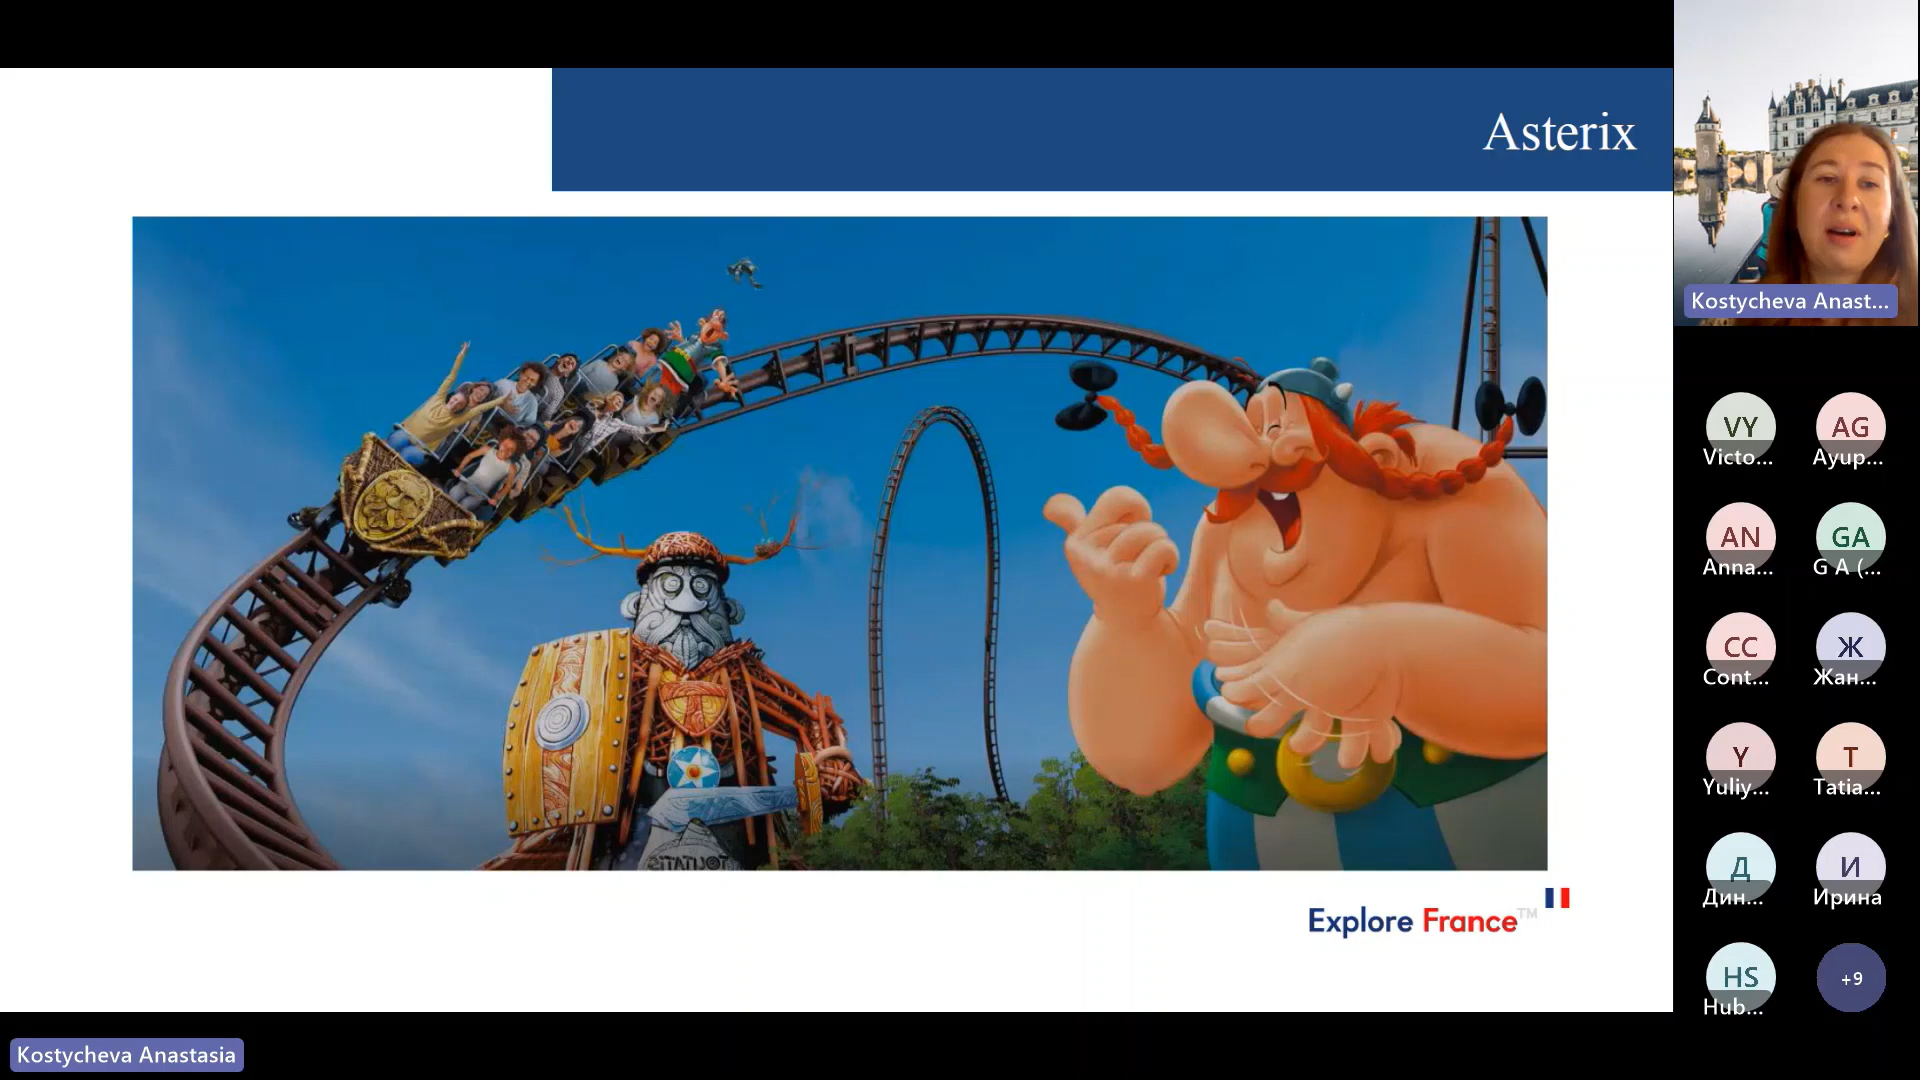 Asterix
Explore France™
Kostycheva Anast...
VY
Victo...
AG
Ayup...
AN
Anna...
GA
G A (...
CC
Cont...
Ж
Жан...
Y
Yuliy...
T
Tatia...
Д
Дин...
И
Ирина
HS
Hub...
+9
Kostycheva Anastasia